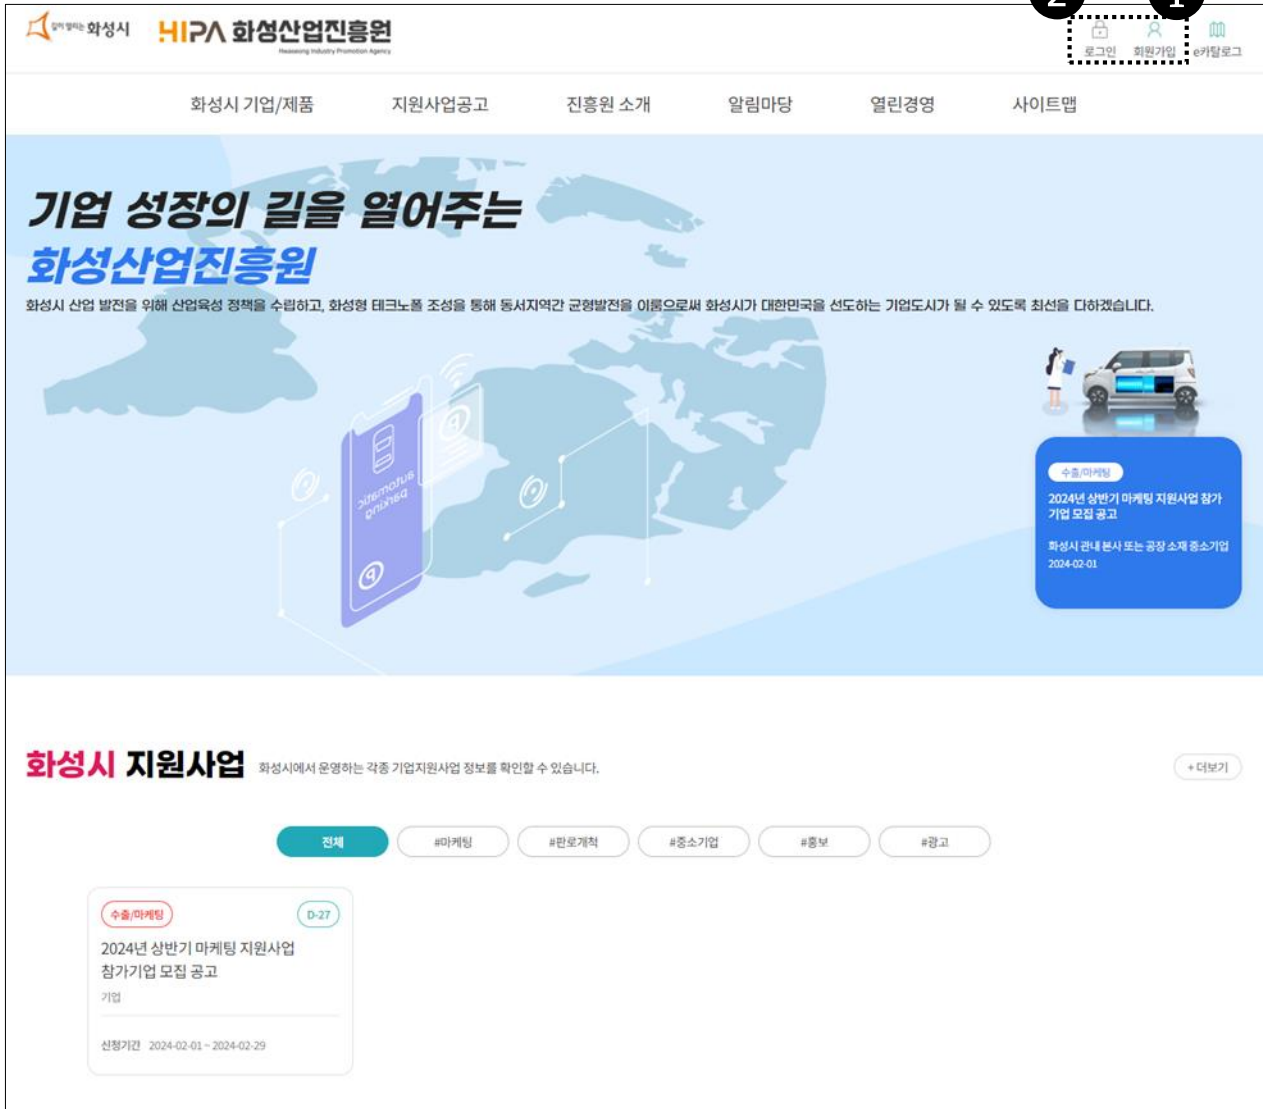 2 1
길이 열리는 화성시 HIPA 화성산업진흥원
Hwaseong Industry Promotion Agency
로그인 회원가입 e카탈로그
화성시 기업/제품 지원사업공고 진흥원 소개 알림마당 열린경영 사이트맵
기업 성장의 길을 열어주는
화성산업진흥원
화성시 산업 발전을 위해 산업육성 정책을 수립하고, 화성형 테크노폴 조성을 통해 동서지역간 균형발전을 이룸으로써 화성시가 대한민국을 선도하는 기업도시가 될 수 있도록 최선을 다하겠습니다.
automatic
parking
P
P
수출/마케팅
2024년 상반기 마케팅 지원사업 참가
기업 모집 공고
화성시 관내 본사 또는 공장 소재 중소기업
2024-02-01
화성시 지원사업 화성시에서 운영하는 각종 기업지원사업 정보를 확인할 수 있습니다. + 더보기
전체 #마케팅 #판로개척 #중소기업 #홍보 #광고
수출/마케팅 D-27
2024년 상반기 마케팅 지원사업
참가기업 모집 공고
기업
신청기간 2024-02-01 ~ 2024-02-29